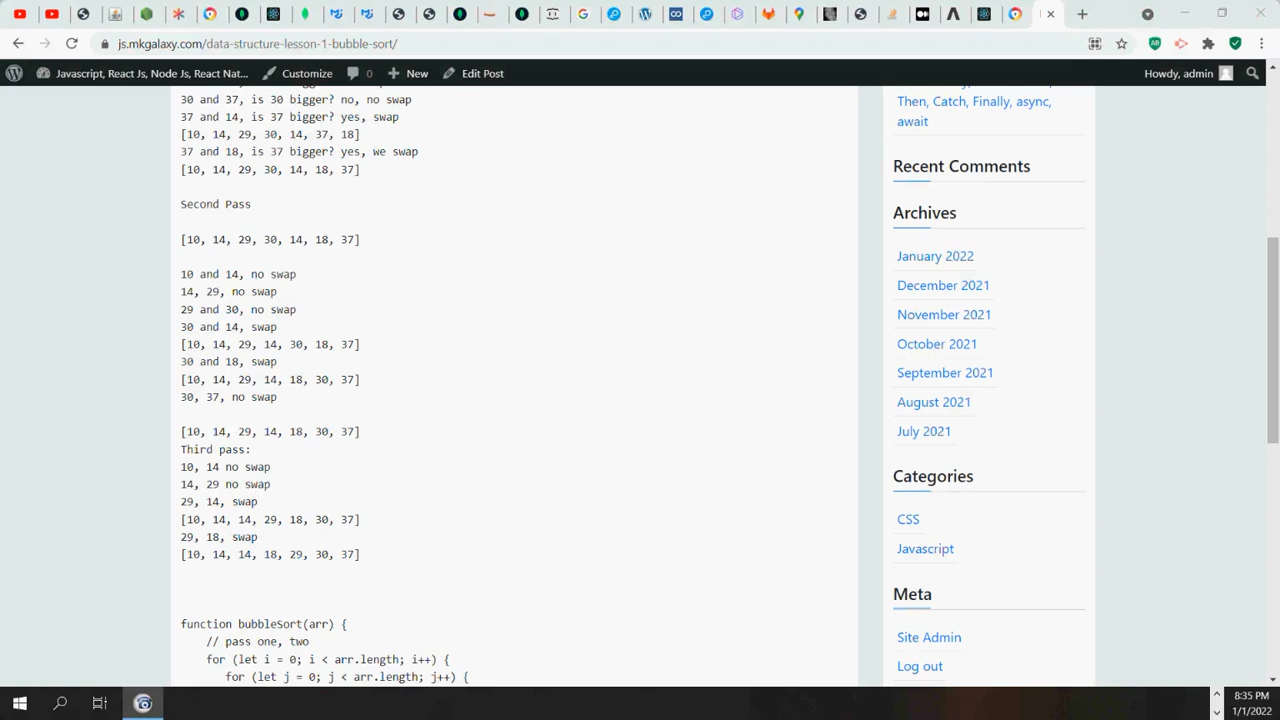 js.mkgalaxy.com/data-structure-lesson-1-bubble-sort/
Javascript, React Js, Node Js, React Nat...
Customize
0
New
Edit Post
Howdy, admin
30 and 37, is 30 bigger? no, no swap
37 and 14, is 37 bigger? yes, swap
[10, 14, 29, 30, 14, 37, 18]
37 and 18, is 37 bigger? yes, we swap
[10, 14, 29, 30, 14, 18, 37]
Second Pass
[10, 14, 29, 30, 14, 18, 37]
10 and 14, no swap
14, 29, no swap
29 and 30, no swap
30 and 14, swap
[10, 14, 29, 14, 30, 18, 37]
30 and 18, swap
[10, 14, 29, 14, 18, 30, 37]
30, 37, no swap
[10, 14, 29, 14, 18, 30, 37]
Third pass:
10, 14 no swap
14, 29 no swap
29, 14, swap
[10, 14, 14, 29, 18, 30, 37]
29, 18, swap
[10, 14, 14, 18, 29, 30, 37]
function bubbleSort(arr) {
// pass one, two
for (let i = 0; i < arr.length; i++) {
for (let j = 0; j < arr.length; j++) {
Then, Catch, Finally, async,
await
Recent Comments
Archives
January 2022
December 2021
November 2021
October 2021
September 2021
August 2021
July 2021
Categories
CSS
Javascript
Meta
Site Admin
Log out
8:35 PM
1/1/2022